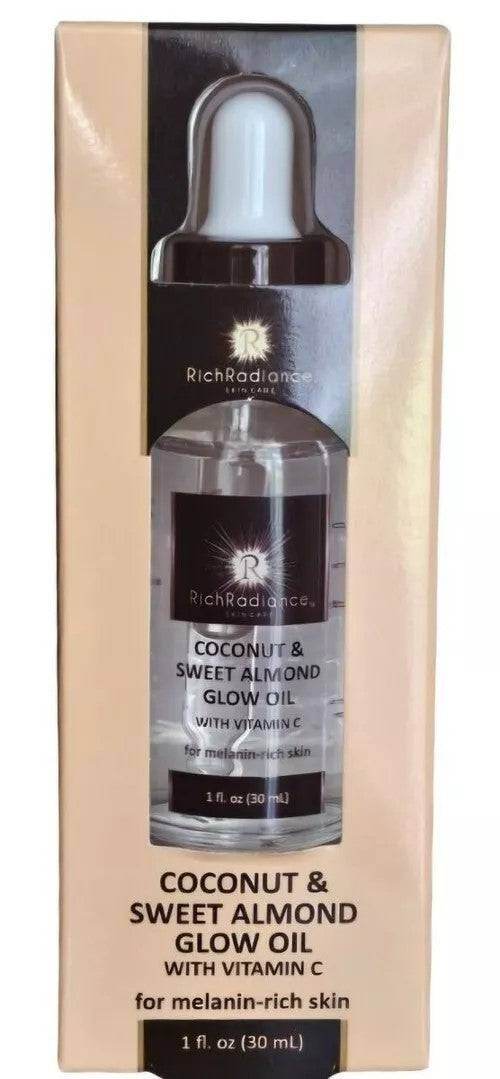 R
RichRadiance
SKIN CARE
R
RichRadiance™
SKIN CARE
COCONUT &
SWEET ALMOND
GLOW OIL
WITH VITAMIN C
for melanin-rich skin
1 fl. oz (30 mL)
COCONUT &
SWEET ALMOND
GLOW OIL
WITH VITAMIN C
for melanin-rich skin
1 fl. oz (30 mL)